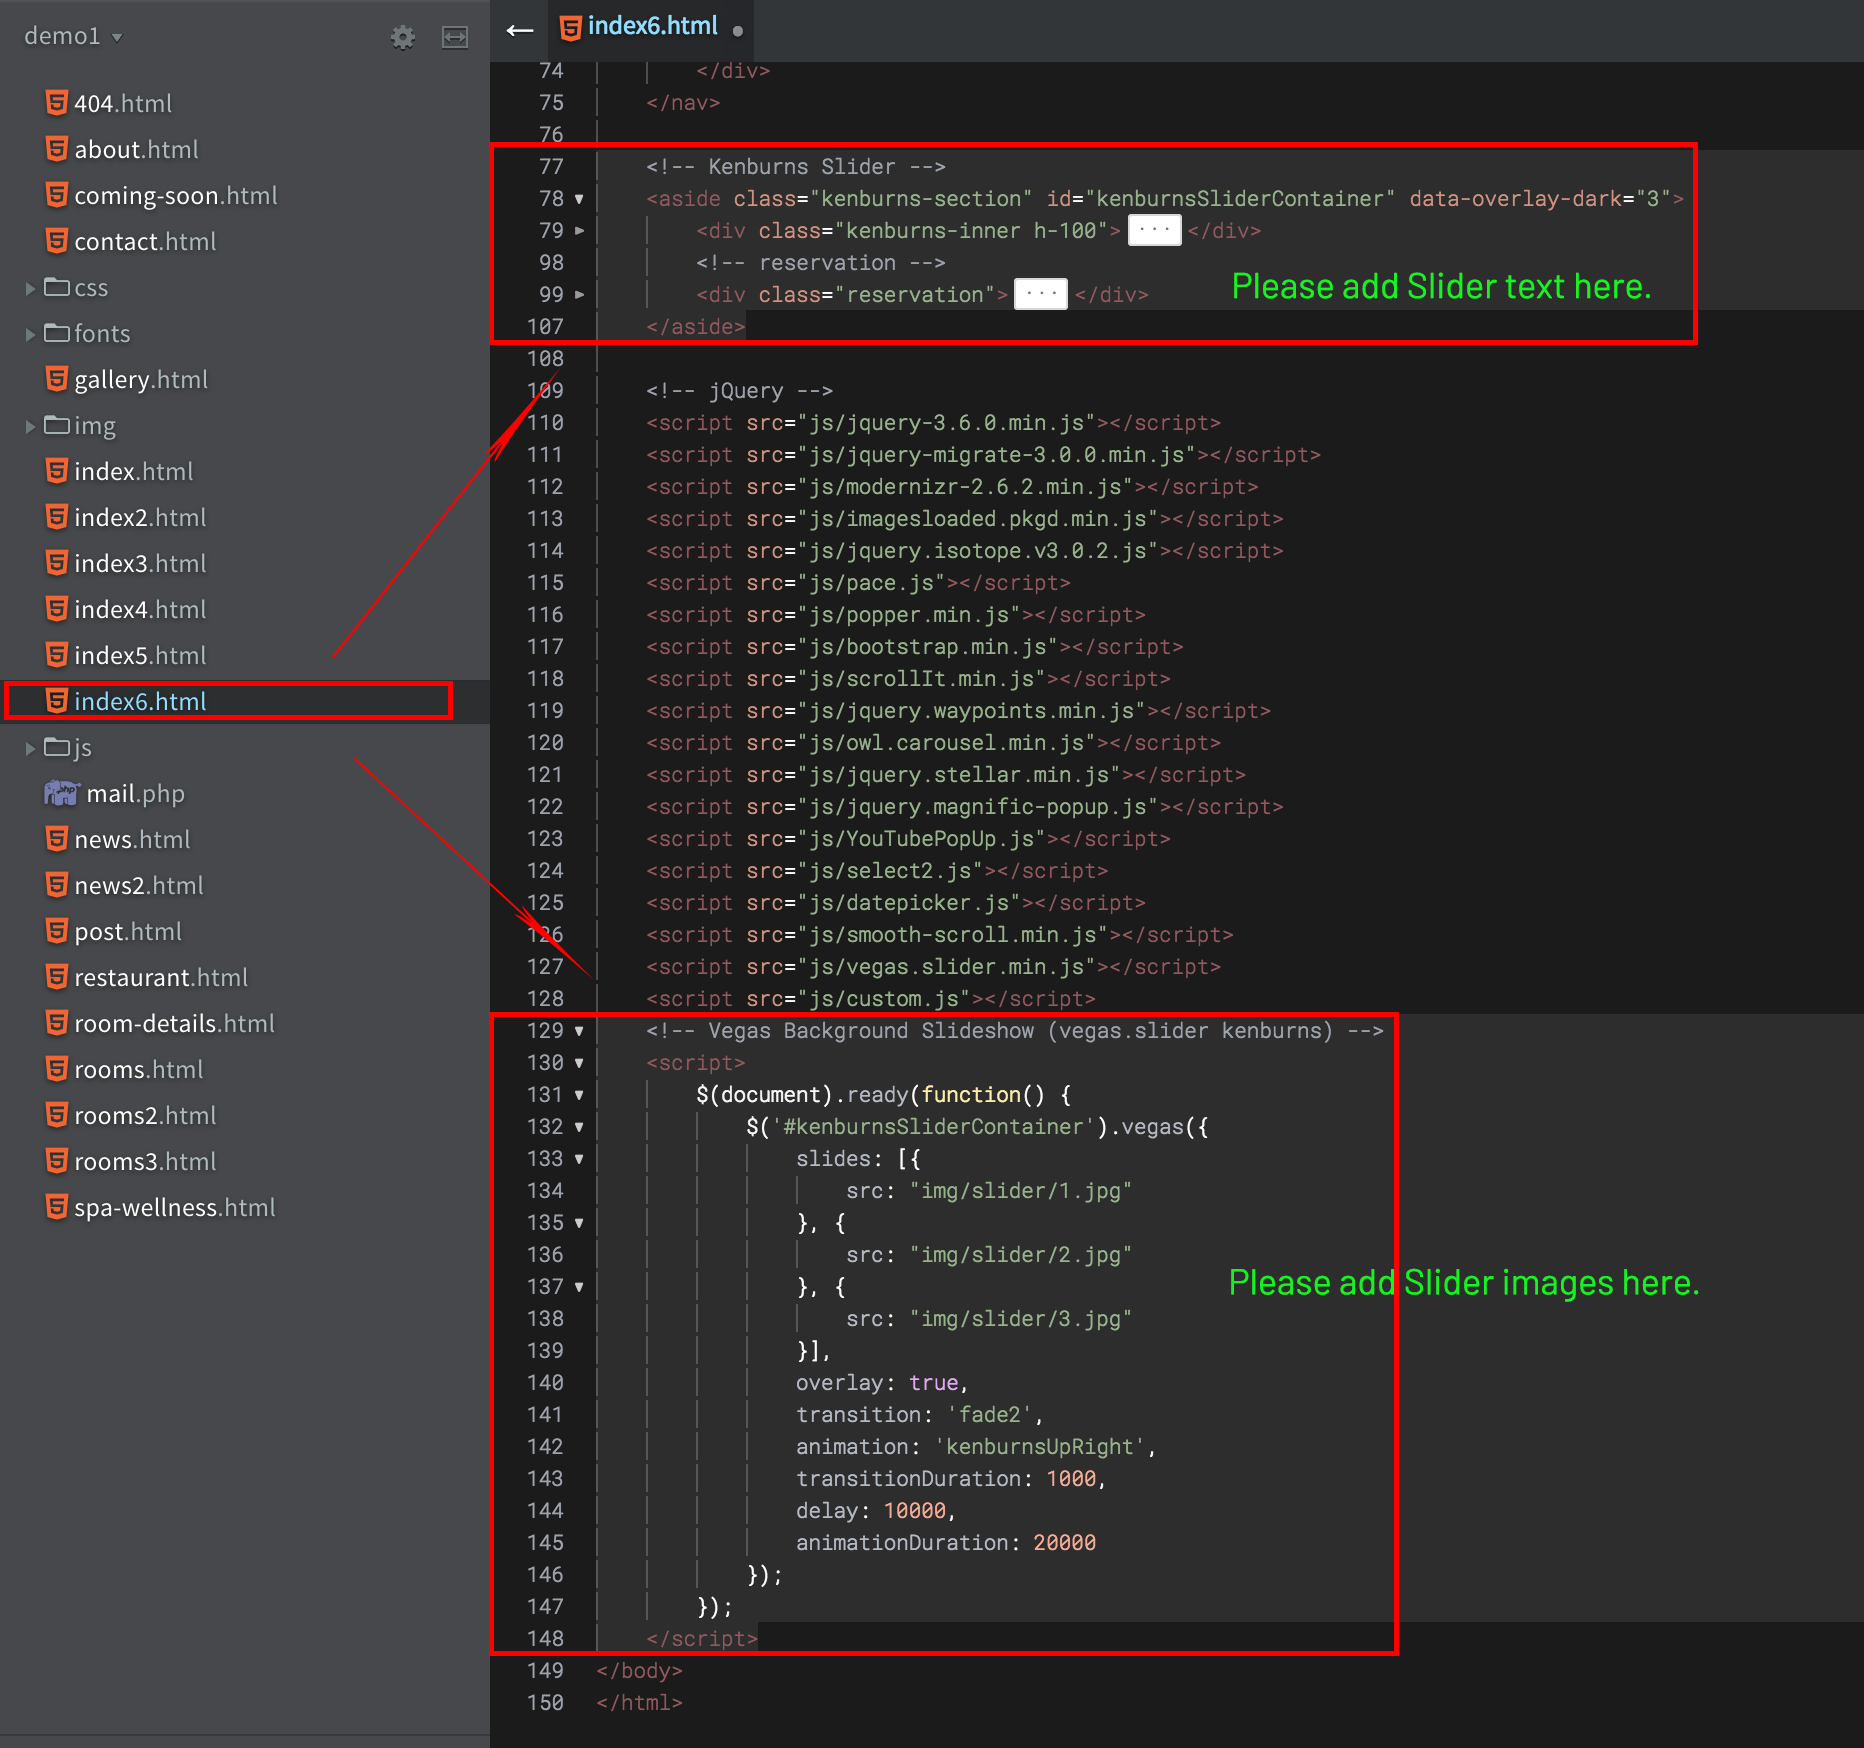 demo1
404.html
about.html
coming-soon.html
contact.html
css
fonts
gallery.html
img
index.html
index2.html
index3.html
index4.html
index5.html
index6.html
js
php mail.php
news.html
news2.html
post.html
restaurant.html
room-details.html
rooms.html
rooms2.html
rooms3.html
spa-wellness.html
index6.html
74 </div>
75 </nav>
76
77 <!-- Kenburns Slider -->
78 <aside class="kenburns-section" id="kenburnsSliderContainer" data-overlay-dark="3">
79 <div class="kenburns-inner h-100"> ... </div>
98 <!-- reservation -->
99 <div class="reservation"> ... </div>
Please add Slider text here.
107 </aside>
108
109 <!-- jQuery -->
110 <script src="js/jquery-3.6.0.min.js"></script>
111 <script src="js/jquery-migrate-3.0.0.min.js"></script>
112 <script src="js/modernizr-2.6.2.min.js"></script>
113 <script src="js/imagesloaded.pkgd.min.js"></script>
114 <script src="js/jquery.isotope.v3.0.2.js"></script>
115 <script src="js/pace.js"></script>
116 <script src="js/popper.min.js"></script>
117 <script src="js/bootstrap.min.js"></script>
118 <script src="js/scrollIt.min.js"></script>
119 <script src="js/jquery.waypoints.min.js"></script>
120 <script src="js/owl.carousel.min.js"></script>
121 <script src="js/jquery.stellar.min.js"></script>
122 <script src="js/jquery.magnific-popup.js"></script>
123 <script src="js/YouTubePopUp.js"></script>
124 <script src="js/select2.js"></script>
125 <script src="js/datepicker.js"></script>
126 <script src="js/smooth-scroll.min.js"></script>
127 <script src="js/vegas.slider.min.js"></script>
128 <script src="js/custom.js"></script>
129 <!-- Vegas Background Slideshow (vegas.slider kenburns) -->
130 <script>
131 $(document).ready(function() {
132 $('#kenburnsSliderContainer').vegas({
133 slides: [{
134 src: "img/slider/1.jpg"
135 }, {
136 src: "img/slider/2.jpg"
137 }, {
Please add Slider images here.
138 src: "img/slider/3.jpg"
139 }],
140 overlay: true,
141 transition: 'fade2',
142 animation: 'kenburnsUpRight',
143 transitionDuration: 1000,
144 delay: 10000,
145 animationDuration: 20000
146 });
147 });
148 </script>
149 </body>
150 </html>